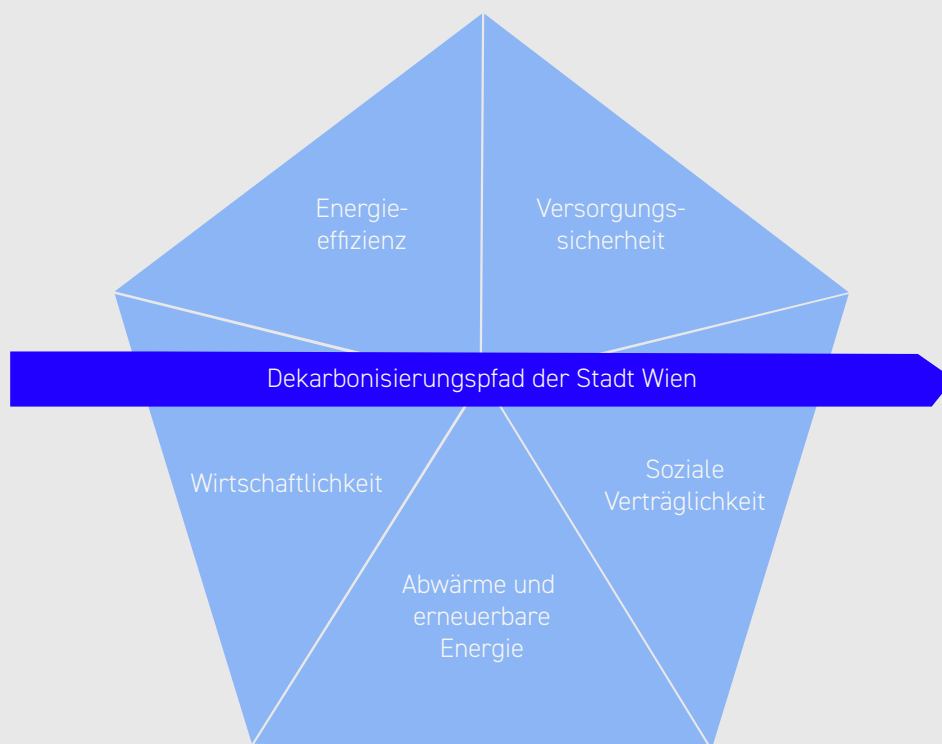 Energie-
effizienz
Versorgungs-
sicherheit
Dekarbonisierungspfad der Stadt Wien
Wirtschaftlichkeit
Soziale
Verträglichkeit
Abwärme und
erneuerbare
Energie